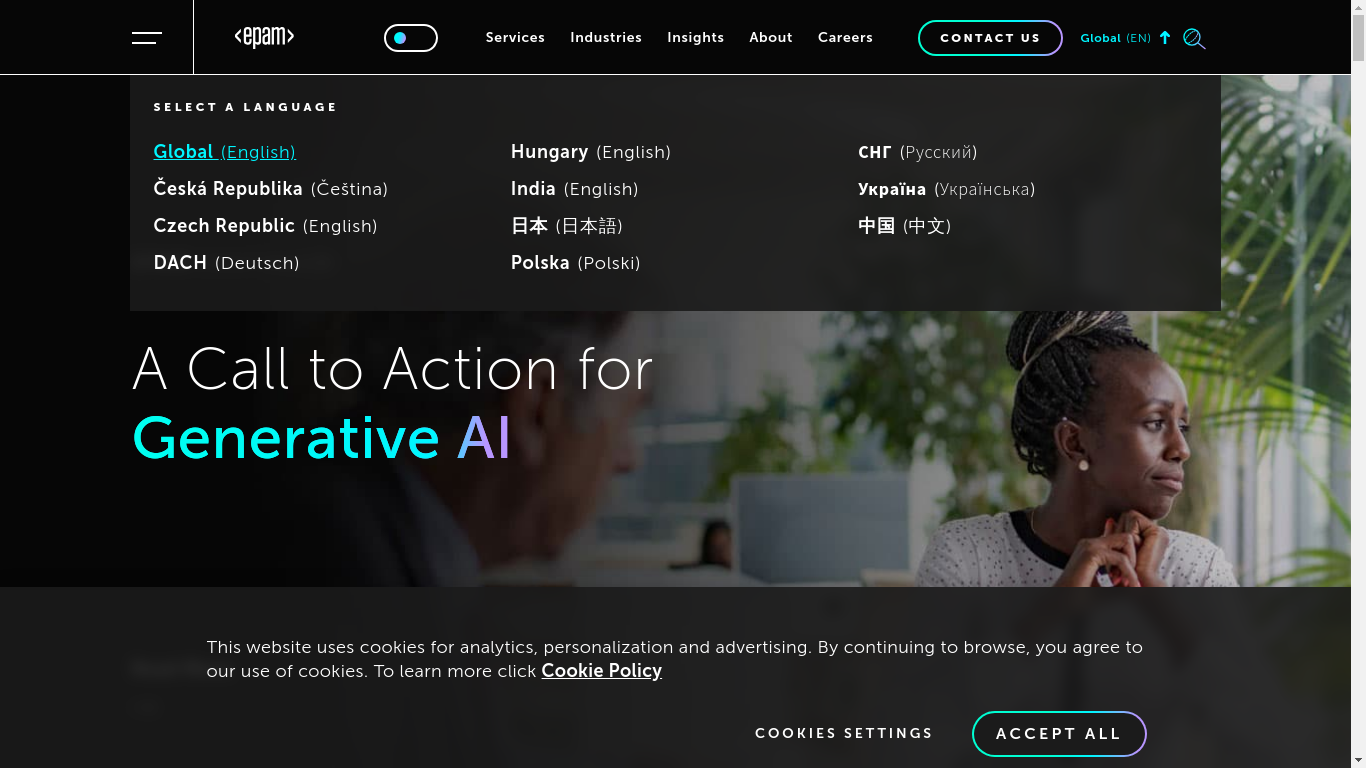 <epam>
Services Industries Insights About Careers
CONTACT US
Global (EN)
SELECT A LANGUAGE
Global (English)
Česká Republika (Čeština)
Czech Republic (English)
DACH (Deutsch)
Hungary (English)
India (English)
日本 (日本語)
Polska (Polski)
СНГ (Русский)
Україна (Українська)
中国 (中文)
A Call to Action for
Generative AI
This website uses cookies for analytics, personalization and advertising. By continuing to browse, you agree to
our use of cookies. To learn more click Cookie Policy
COOKIES SETTINGS
ACCEPT ALL